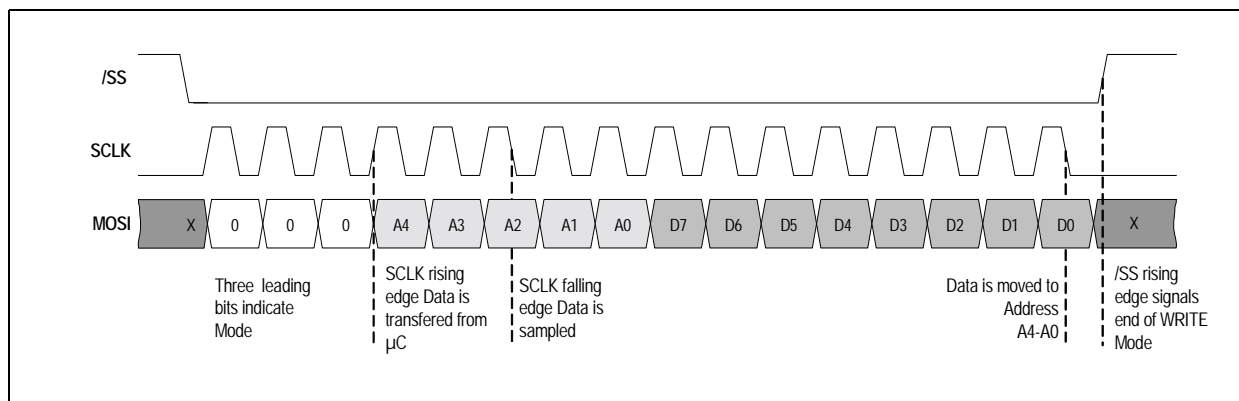 /SS
SCLK
MOSI
X 0 0 0 A4 A3 A2 A1 A0 D7 D6 D5 D4 D3 D2 D1 D0 X
Three leading
bits indicate
Mode
SCLK rising
edge Data is
transfered from
µC
SCLK falling
edge Data is
sampled
Data is moved to
Address
A4-A0
/SS rising
edge signals
end of WRITE
Mode